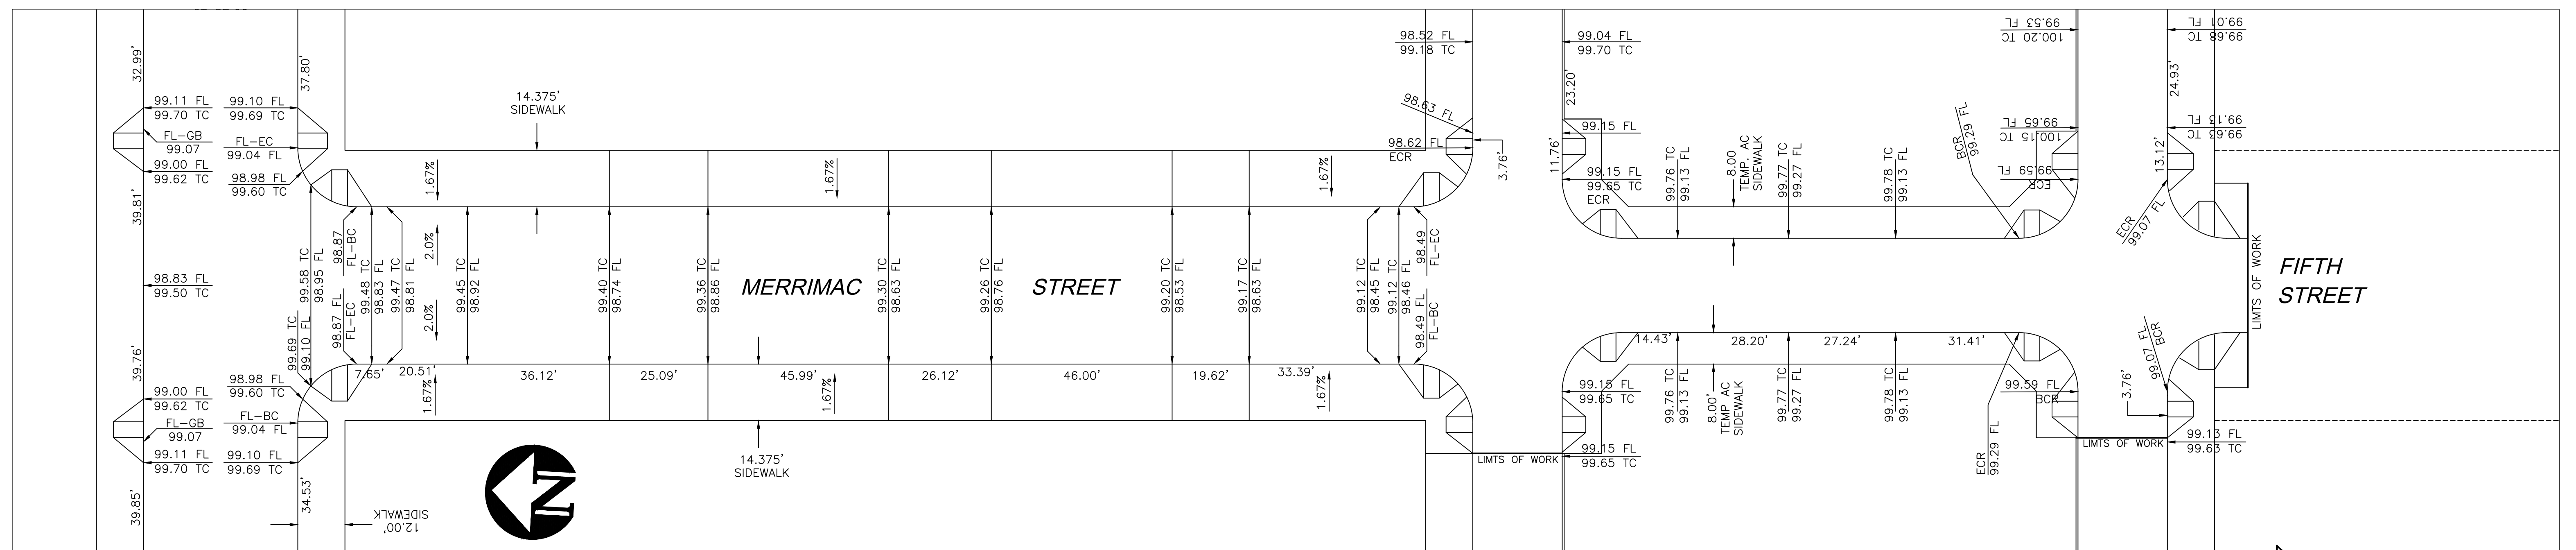 32.99'
37.80'
99.11 FL
99.70 TC
99.10 FL
99.69 TC
FL-GB
99.07
FL-EC
99.04 FL
99.00 FL
99.62 TC
98.98 FL
99.60 TC
39.81'
98.83 FL
99.50 TC
39.76'
99.00 FL
99.62 TC
98.98 FL
99.60 TC
FL-GB
99.07
FL-BC
99.04 FL
99.11 FL
99.70 TC
99.10 FL
99.69 TC
39.85'
34.53'
12.00'
SIDEWALK
14.375'
SIDEWALK
1.67%
1.67%
1.67%
2.0%
2.0%
99.58 TC
98.95 FL
99.69 TC
99.10 FL
98.87
FL-BC
98.87 FL
FL-EC
99.48 TC
98.83 FL
99.47 TC
98.81 FL
99.45 TC
98.92 FL
99.40 TC
98.74 FL
99.36 TC
98.86 FL
MERRIMAC STREET
99.30 TC
98.63 FL
99.26 TC
98.76 FL
99.20 TC
98.53 FL
99.17 TC
98.63 FL
99.12 TC
98.45 FL
99.12 TC
98.46 FL
98.49
FL-EC
98.49 FL
FL-BC
7.65'
20.51'
36.12'
25.09'
45.99'
26.12'
46.00'
19.62'
33.39'
1.67%
1.67%
1.67%
14.375'
SIDEWALK
N
98.52 FL
99.18 TC
98.63 FL
98.62 FL
ECR
3.76'
99.04 FL
99.70 TC
23.20'
99.15 FL
11.76'
99.15 FL
99.65 TC
ECR
99.76 TC
99.13 FL
8.00
TEMP. AC
SIDEWALK
99.77 TC
99.27 FL
99.78 TC
99.13 FL
BCR
99.29 FL
99.53 FL
100.20 TC
99.65 FL
100.15 TC
99.59 FL
ECR
99.01 FL
99.68 TC
24.93'
99.13 FL
99.63 TC
13.12'
ECR
99.07 FL
LIMTS OF WORK
FIFTH
STREET
14.43'
28.20'
27.24'
31.41'
99.15 FL
99.65 TC
99.15 FL
99.65 TC
LIMTS OF WORK
99.76 TC
99.13 FL
8.00'
TEMP AC
SIDEWALK
99.77 TC
99.27 FL
99.78 TC
99.13 FL
ECR
99.29 FL
99.59 FL
BCR
99.07 FL
BCR
3.76'
LIMTS OF WORK
99.13 FL
99.63 TC